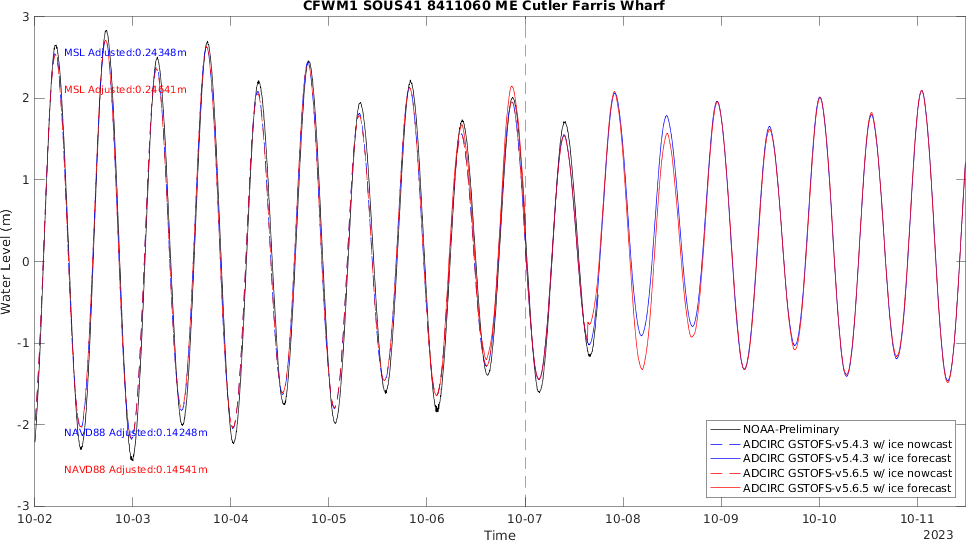 CFWM1 SOUS41 8411060 ME Cutler Farris Wharf
3
2
1
0
-1
-2
-3
Water Level (m)
MSL Adjusted:0.24348m
MSL Adjusted:0.24641m
NAVD88 Adjusted:0.14248m
NAVD88 Adjusted:0.14541m
NOAA-Preliminary
ADCIRC GSTOFS-v5.4.3 w/ ice nowcast
ADCIRC GSTOFS-v5.4.3 w/ ice forecast
ADCIRC GSTOFS-v5.6.5 w/ ice nowcast
ADCIRC GSTOFS-v5.6.5 w/ ice forecast
10-02 10-03 10-04 10-05 10-06 10-07 10-08 10-09 10-10 10-11
Time
2023